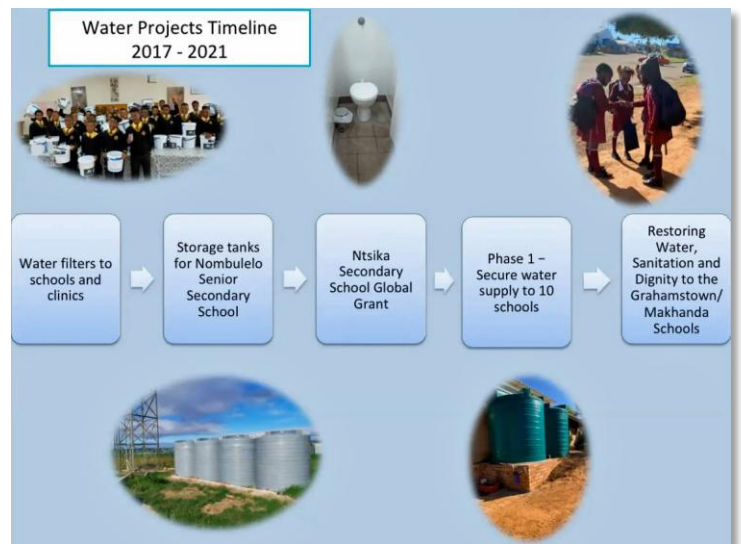 Water Projects Timeline
2017 - 2021
Water filters to
schools and
clinics
Storage tanks
for Nombulelo
Senior
Secondary
School
Ntsika
Secondary
School Global
Grant
Phase 1 –
Secure water
supply to 10
schools
Restoring
Water,
Sanitation and
Dignity to the
Grahamstown/
Makhanda
Schools